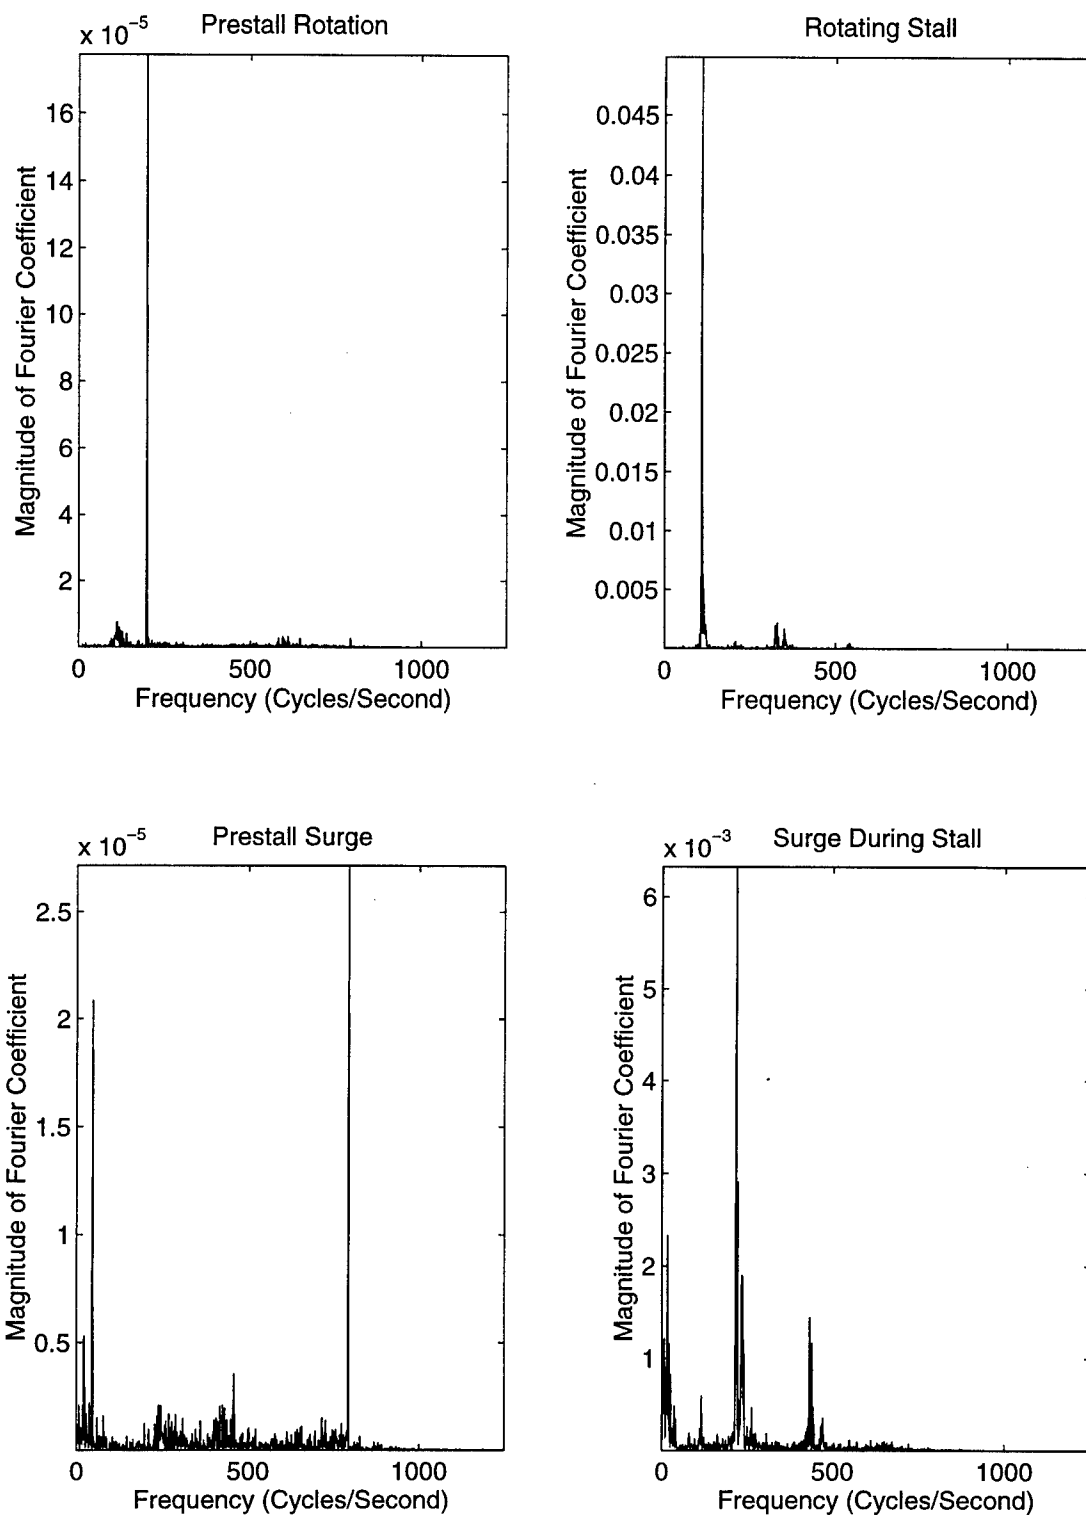 Prestall Rotation
x 10⁻⁵
16
14
12
10
8
6
4
2
0
500
1000
Magnitude of Fourier Coefficient
Frequency (Cycles/Second)
Rotating Stall
0.045
0.04
0.035
0.03
0.025
0.02
0.015
0.01
0.005
0
500
1000
Magnitude of Fourier Coefficient
Frequency (Cycles/Second)
Prestall Surge
x 10⁻⁵
2.5
2
1.5
1
0.5
0
500
1000
Magnitude of Fourier Coefficient
Frequency (Cycles/Second)
Surge During Stall
x 10⁻³
6
5
4
3
2
1
0
500
1000
Magnitude of Fourier Coefficient
Frequency (Cycles/Second)